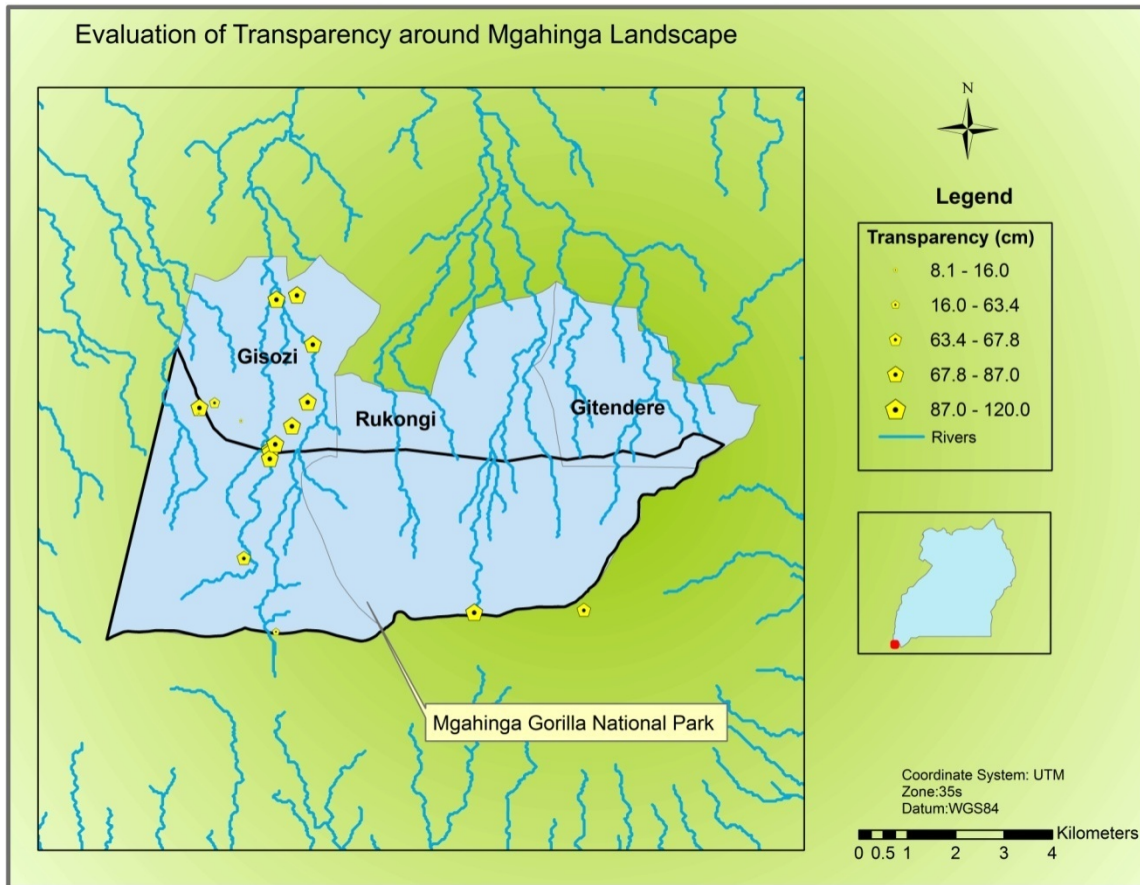 Evaluation of Transparency around Mgahinga Landscape
N
Legend
Transparency (cm)
8.1 - 16.0
16.0 - 63.4
63.4 - 67.8
67.8 - 87.0
87.0 - 120.0
Rivers
Gisozi
Rukongi
Gitendere
Mgahinga Gorilla National Park
Coordinate System: UTM
Zone:35s
Datum:WGS84
Kilometers
0 0.5 1 2 3 4